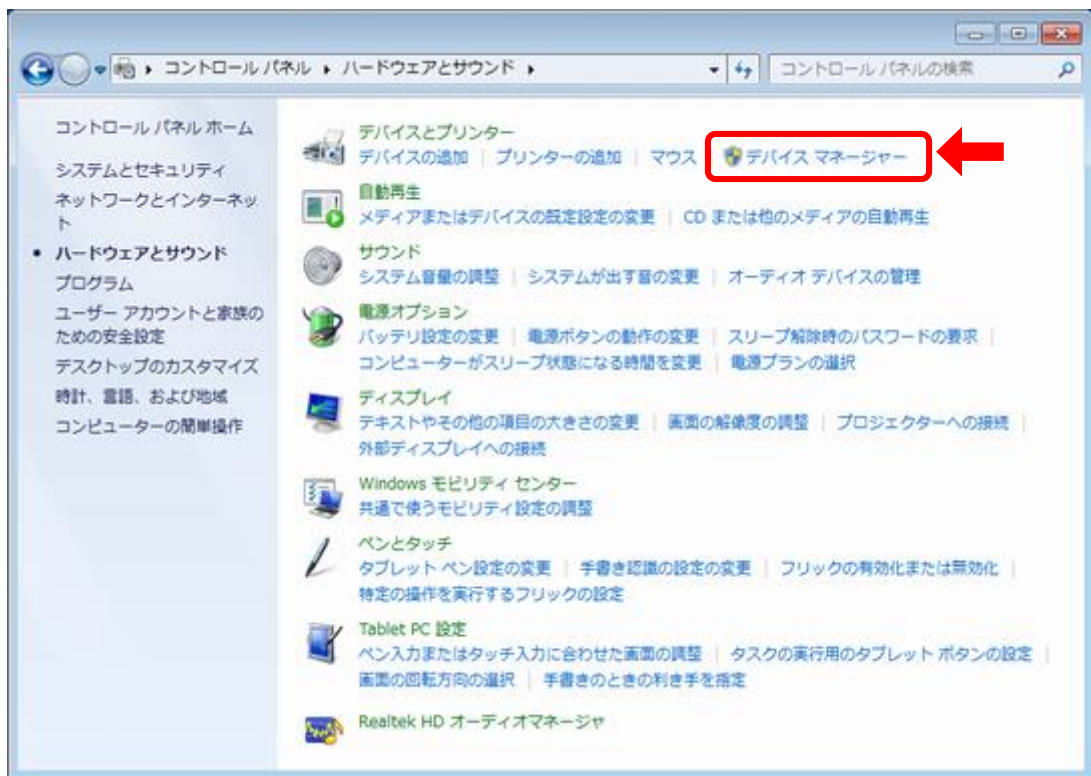 コントロール パネル ハードウェアとサウンド
コントロール パネルの検索
コントロール パネル ホーム
システムとセキュリティ
ネットワークとインターネッ
ト
ハードウェアとサウンド
プログラム
ユーザー アカウントと家族の
ための安全設定
デスクトップのカスタマイズ
時計、言語、および地域
コンピューターの簡単操作
デバイスとプリンター
デバイスの追加 | プリンターの追加 | マウス | デバイス マネージャー
自動再生
メディアまたはデバイスの既定設定の変更 | CD または他のメディアの自動再生
サウンド
システム音量の調整 | システムが出す音の変更 | オーディオ デバイスの管理
電源オプション
バッテリ設定の変更 | 電源ボタンの動作の変更 | スリープ解除時のパスワードの要求 |
コンピューターがスリープ状態になる時間を変更 | 電源プランの選択
ディスプレイ
テキストやその他の項目の大きさの変更 | 画面の解像度の調整 | プロジェクターへの接続 |
外部ディスプレイへの接続
Windows モビリティ センター
共通で使うモビリティ設定の調整
ペンとタッチ
タブレット ペン設定の変更 | 手書き認識の設定の変更 | フリックの有効化または無効化 |
特定の操作を実行するフリックの設定
Tablet PC 設定
ペン入力またはタッチ入力に合わせた画面の調整 | タスクの実行用のタブレット ボタンの設定 |
画面の回転方向の選択 | 手書きのときの利き手を指定
Realtek HD オーディオマネージャ